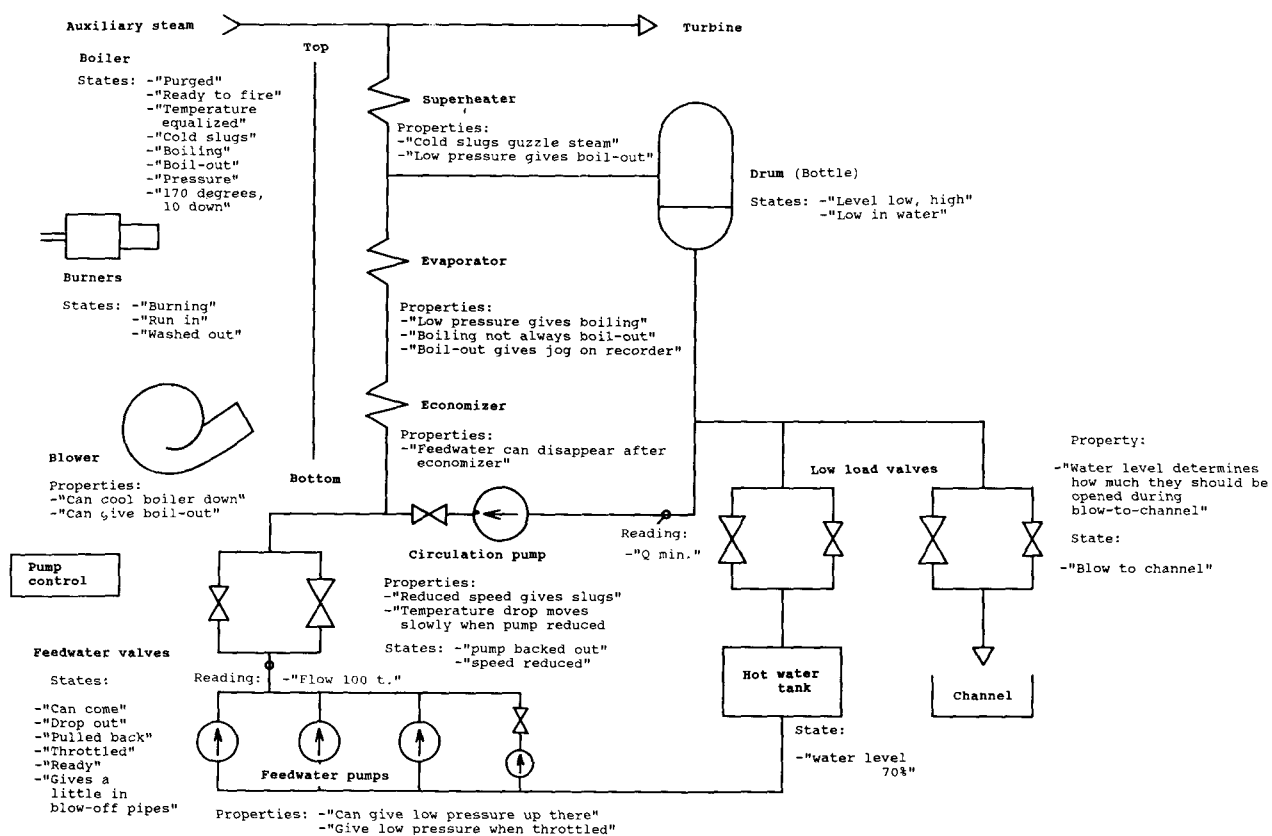 Auxiliary steam
Turbine
Top
Boiler
States: -"Purged"
-"Ready to fire"
-"Temperature
equalized"
-"Cold slugs"
-"Boiling"
-"Boil-out"
-"Pressure"
-"170 degrees,
10 down"
Superheater
Properties:
-"Cold slugs guzzle steam"
-"Low pressure gives boil-out"
Drum (Bottle)
States: -"Level low, high"
-"Low in water"
Burners
States: -"Burning"
-"Run in"
-"Washed out"
Evaporator
Properties:
-"Low pressure gives boiling"
-"Boiling not always boil-out"
-"Boil-out gives jog on recorder"
Economizer
Properties:
-"Feedwater can disappear after
economizer"
Blower
Properties:
-"Can cool boiler down"
-"Can give boil-out"
Bottom
Low load valves
Property:
-"Water level determines
how much they should be
opened during
blow-to-channel"
State:
-"Blow to channel"
Reading:
-"Q min."
Circulation pump
Properties:
-"Reduced speed gives slugs"
-"Temperature drop moves
slowly when pump reduced
States: -"pump backed out"
-"speed reduced"
Pump
control
Feedwater valves
States:
-"Can come"
-"Drop out"
-"Pulled back"
-"Throttled"
-"Ready"
-"Gives a
little in
blow-off pipes"
Reading: -"Flow 100 t."
Hot water
tank
State:
-"water level
70%"
Channel
Feedwater pumps
Properties: -"Can give low pressure up there"
-"Give low pressure when throttled"